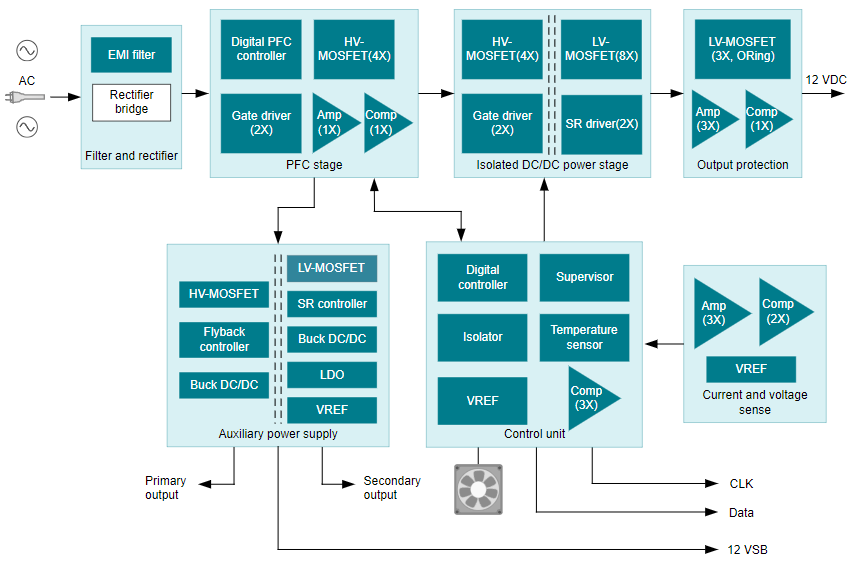 AC
EMI filter
Rectifier
bridge
Filter and rectifier
Digital PFC
controller
HV-
MOSFET(4X)
Gate driver
(2X)
Amp
(1X)
Comp
(1X)
PFC stage
HV-
MOSFET(4X)
LV-
MOSFET(8X)
Gate driver
(2X)
SR driver(2X)
Isolated DC/DC power stage
LV-MOSFET
(3X, ORing)
Amp
(3X)
Comp
(1X)
Output protection
12 VDC
HV-MOSFET
Flyback
controller
Buck DC/DC
LV-MOSFET
SR controller
Buck DC/DC
LDO
VREF
Auxiliary power supply
Digital
controller
Supervisor
Isolator
Temperature
sensor
VREF
Comp
(3X)
Control unit
Amp
(3X)
Comp
(2X)
VREF
Current and voltage
sense
Primary
output
Secondary
output
CLK
Data
12 VSB